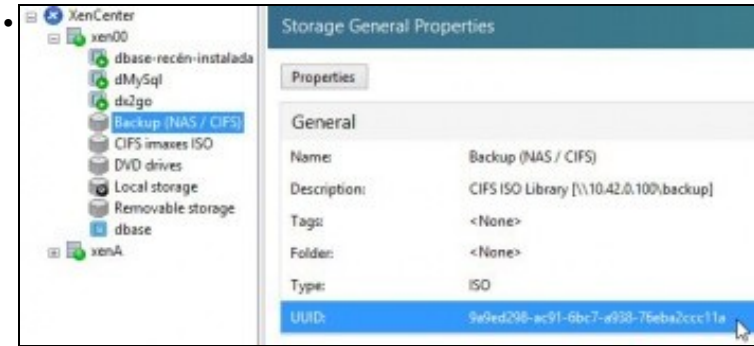 XenCenter
xen00
dbase-recén-instalada
dMySql
dx2go
Backup (NAS / CIFS)
CIFS imaxes ISO
DVD drives
Local storage
Removable storage
dbase
xenA
Storage General Properties
Properties
General
Name: Backup (NAS / CIFS)
Description: CIFS ISO Library [\\10.42.0.100\backup]
Tags: <None>
Folder: <None>
Type: ISO
UUID: 9a9ed298-ac91-6bc7-a938-76eba2ccc11a